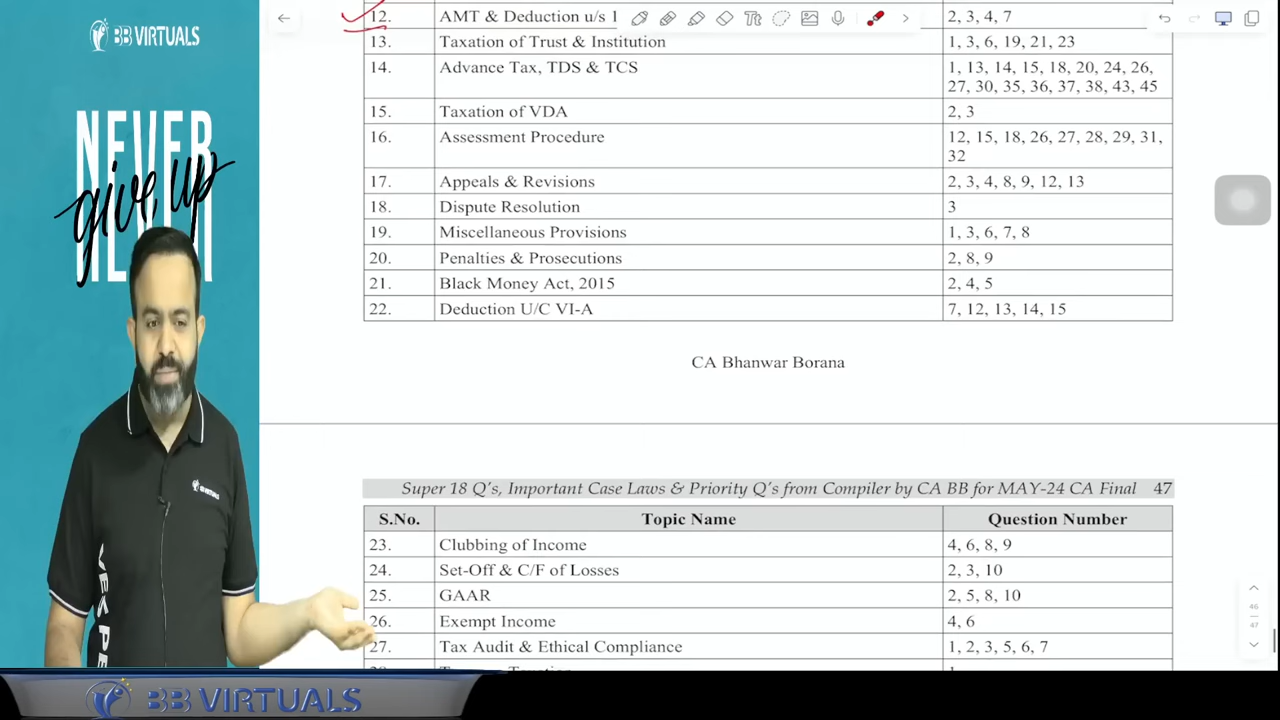 BB VIRTUALS
NEVER
give up
NEVER
12. AMT & Deduction u/s 1 2, 3, 4, 7
13. Taxation of Trust & Institution 1, 3, 6, 19, 21, 23
14. Advance Tax, TDS & TCS 1, 13, 14, 15, 18, 20, 24, 26,
27, 30, 35, 36, 37, 38, 43, 45
15. Taxation of VDA 2, 3
16. Assessment Procedure 12, 15, 18, 26, 27, 28, 29, 31,
32
17. Appeals & Revisions 2, 3, 4, 8, 9, 12, 13
18. Dispute Resolution 3
19. Miscellaneous Provisions 1, 3, 6, 7, 8
20. Penalties & Prosecutions 2, 8, 9
21. Black Money Act, 2015 2, 4, 5
22. Deduction U/C VI-A 7, 12, 13, 14, 15
CA Bhanwar Borana
Super 18 Q's, Important Case Laws & Priority Q's from Compiler by CA BB for MAY-24 CA Final 47
S.No. Topic Name Question Number
23. Clubbing of Income 4, 6, 8, 9
24. Set-Off & C/F of Losses 2, 3, 10
25. GAAR 2, 5, 8, 10
26. Exempt Income 4, 6
27. Tax Audit & Ethical Compliance 1, 2, 3, 5, 6, 7
46
47
BB VIRTUALS
BB VIRTUALS